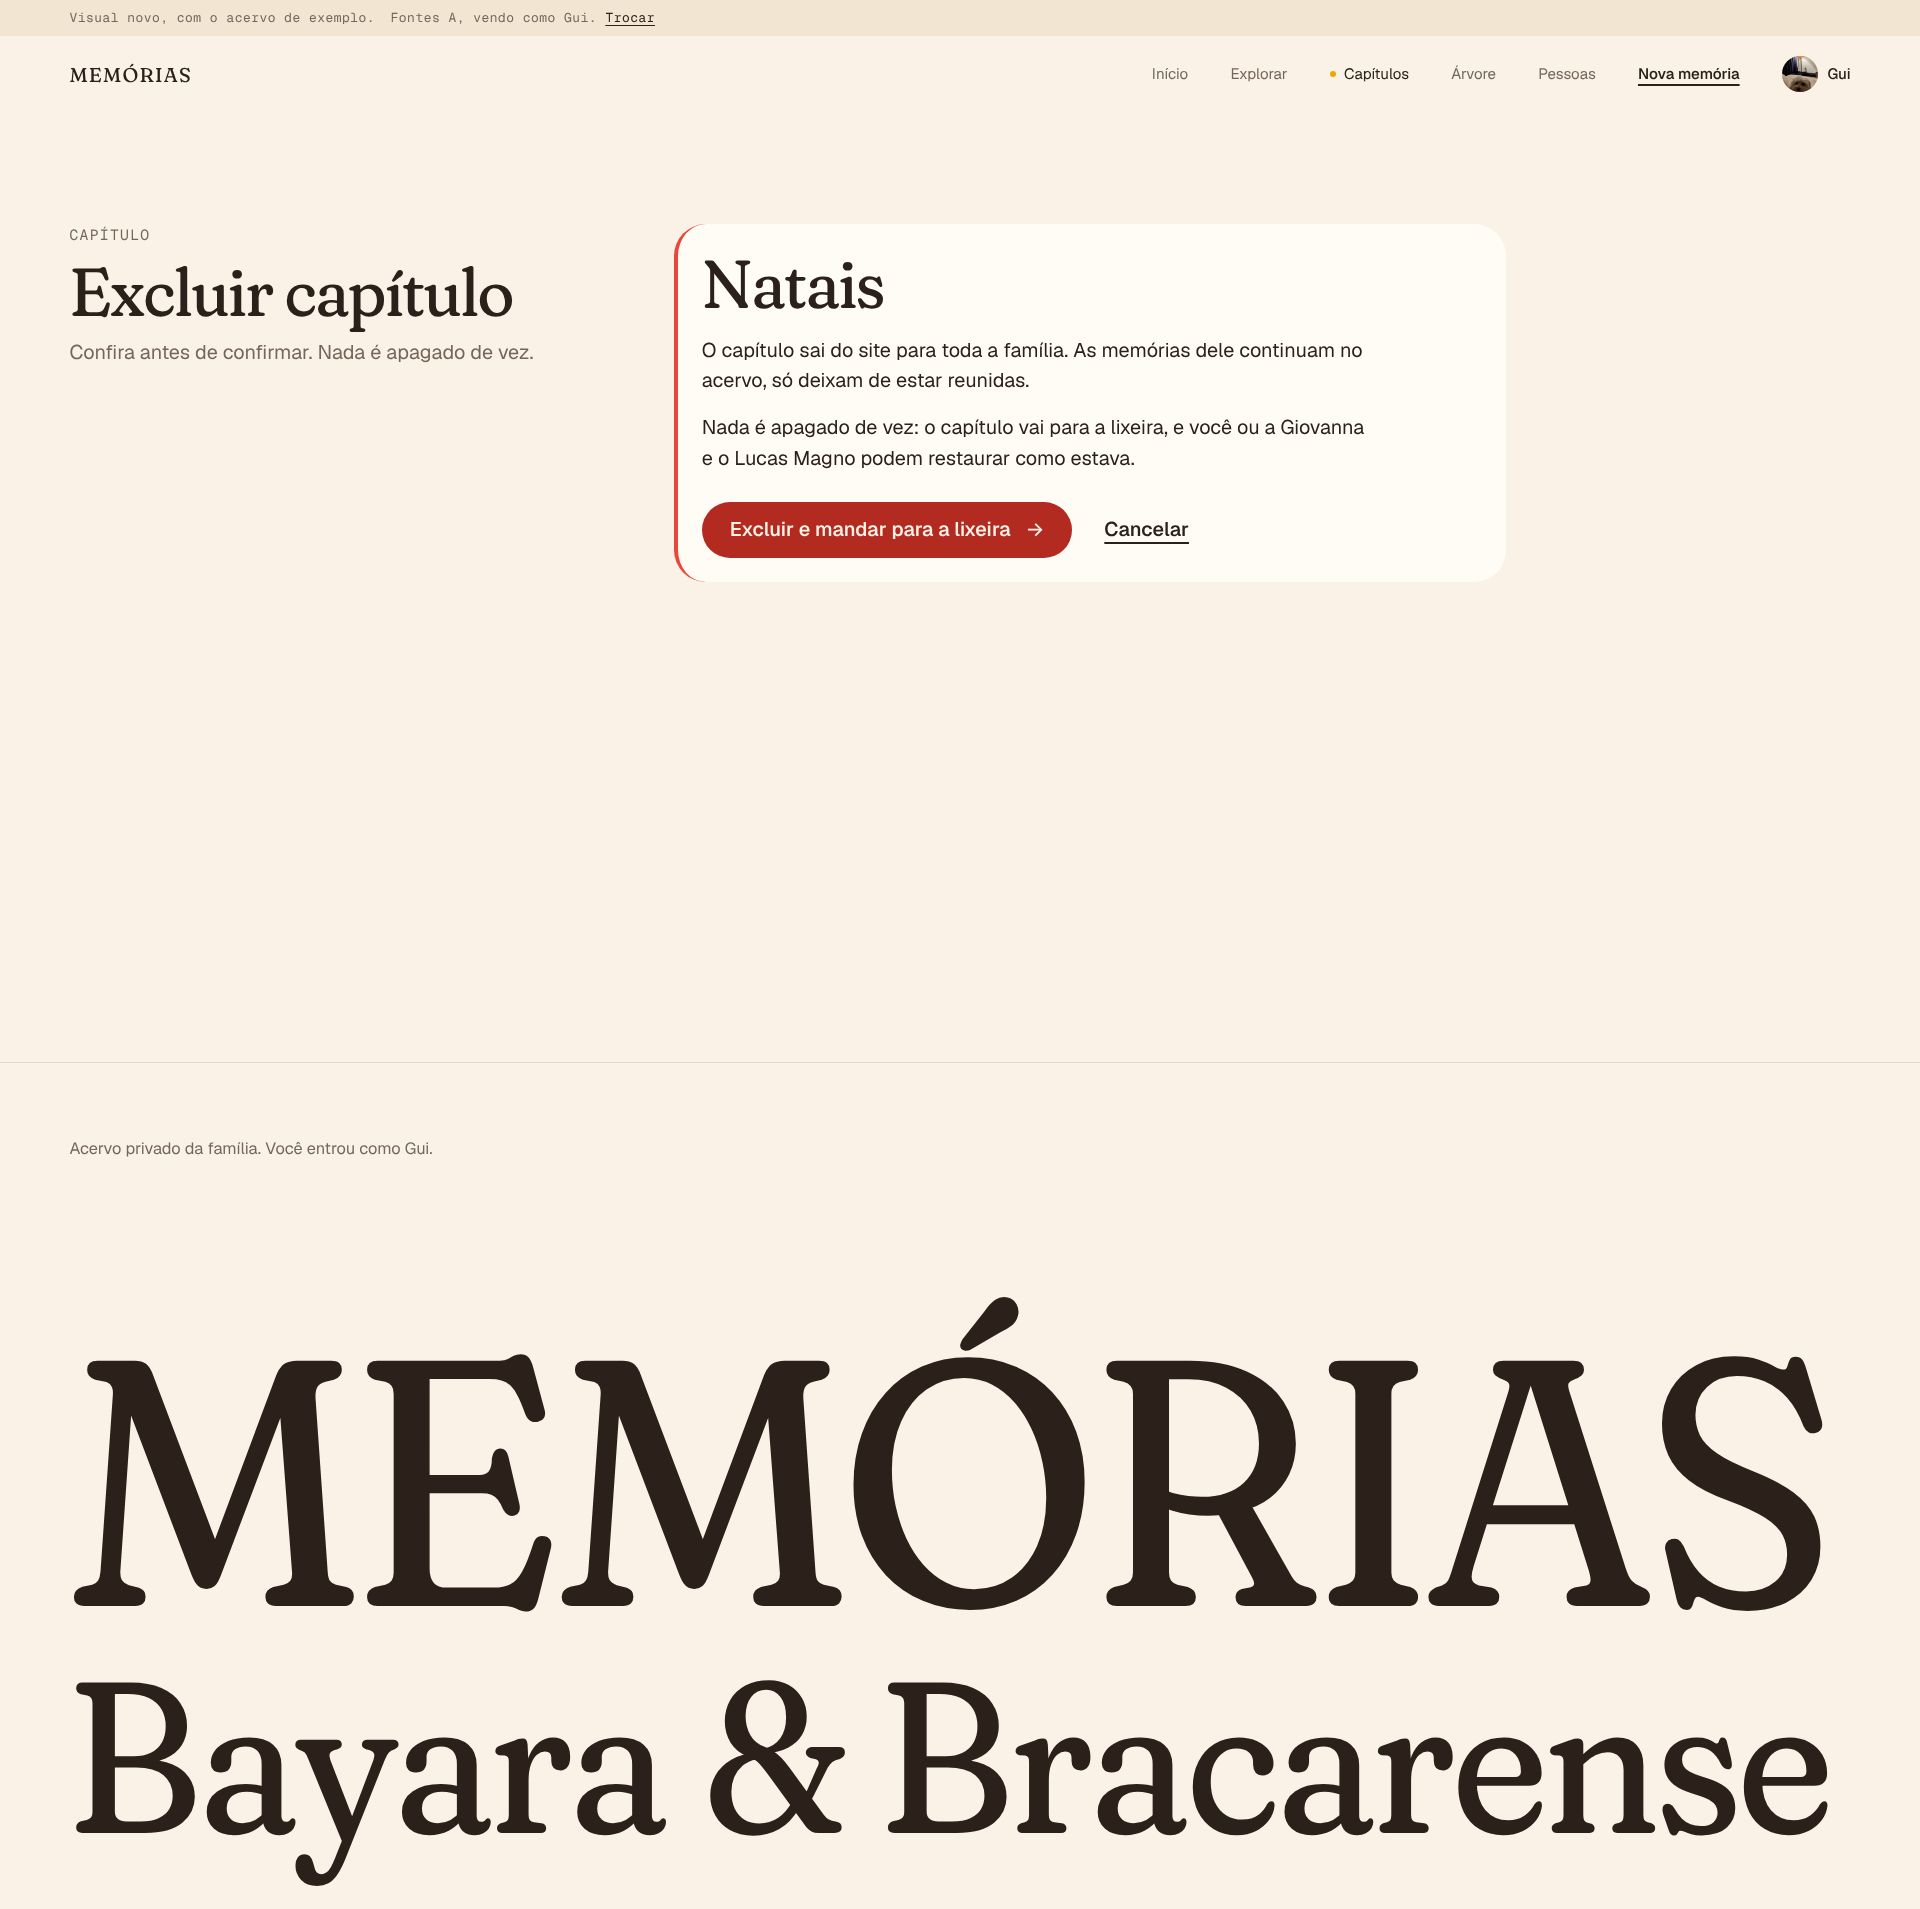 Visual novo, com o acervo de exemplo. Fontes A, vendo como Gui. Trocar
MEMÓRIAS
Início
Explorar
Capítulos
Árvore
Pessoas
Nova memória
Gui
CAPÍTULO
Excluir capítulo
Confira antes de confirmar. Nada é apagado de vez.
Natais
O capítulo sai do site para toda a família. As memórias dele continuam no
acervo, só deixam de estar reunidas.
Nada é apagado de vez: o capítulo vai para a lixeira, e você ou a Giovanna
e o Lucas Magno podem restaurar como estava.
Excluir e mandar para a lixeira →
Cancelar
Acervo privado da família. Você entrou como Gui.
MEMÓRIAS
Bayara & Bracarense